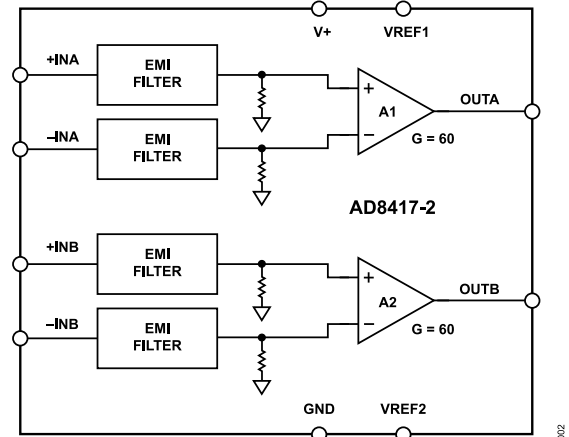 V+
VREF1
+INA
EMI
FILTER
+
A1
−
OUTA
G = 60
−INA
EMI
FILTER
AD8417-2
+INB
EMI
FILTER
+
A2
−
OUTB
G = 60
−INB
EMI
FILTER
GND
VREF2
002